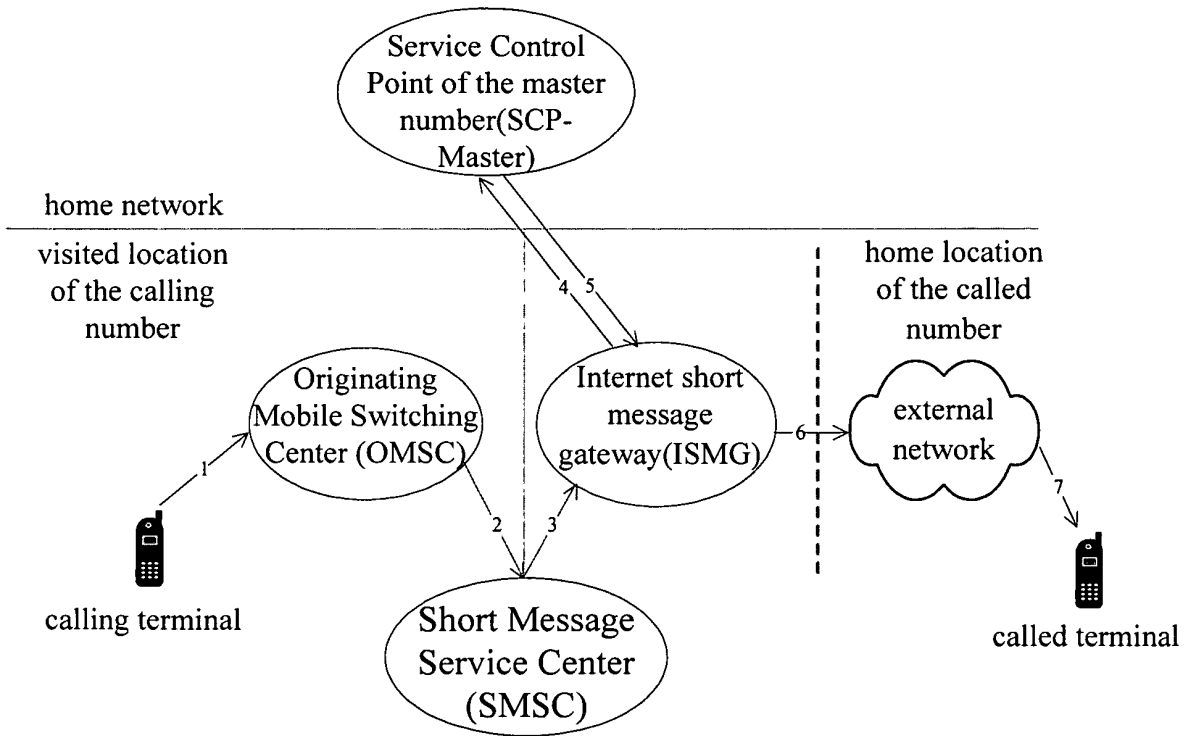 Service Control
Point of the master
number(SCP-
Master)
home network
visited location
of the calling
number
home location
of the called
number
4
5
Originating
Mobile Switching
Center (OMSC)
Internet short
message
gateway(ISMG)
external
network
1
6
7
2
3
calling terminal
Short Message
Service Center
(SMSC)
called terminal